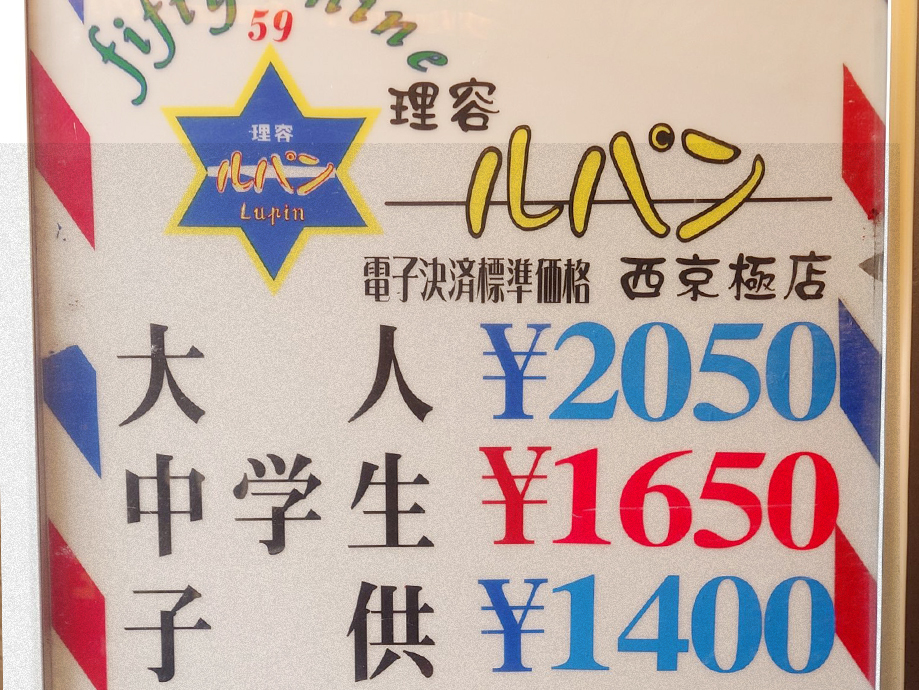 fifty nine
59
理容
ルパン
Lupin
理容
ルパン
電子決済標準価格 西京極店
大人 ¥2050
中学生 ¥1650
子供 ¥1400